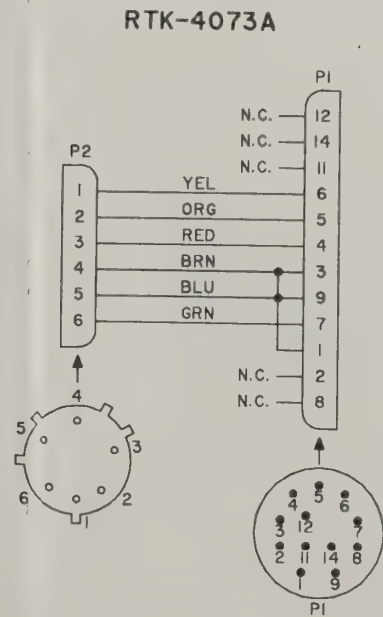 RTK-4073A
P1
N.C. 12
N.C. 14
P2
N.C. 11
1 YEL 6
2 ORG 5
3 RED 4
4 BRN 3
5 BLU 9
6 GRN 7
1
N.C. 2
N.C. 8
4
5
3
6
2
1
5
4 6
3 12 7
2 11 14 8
1 9
P1